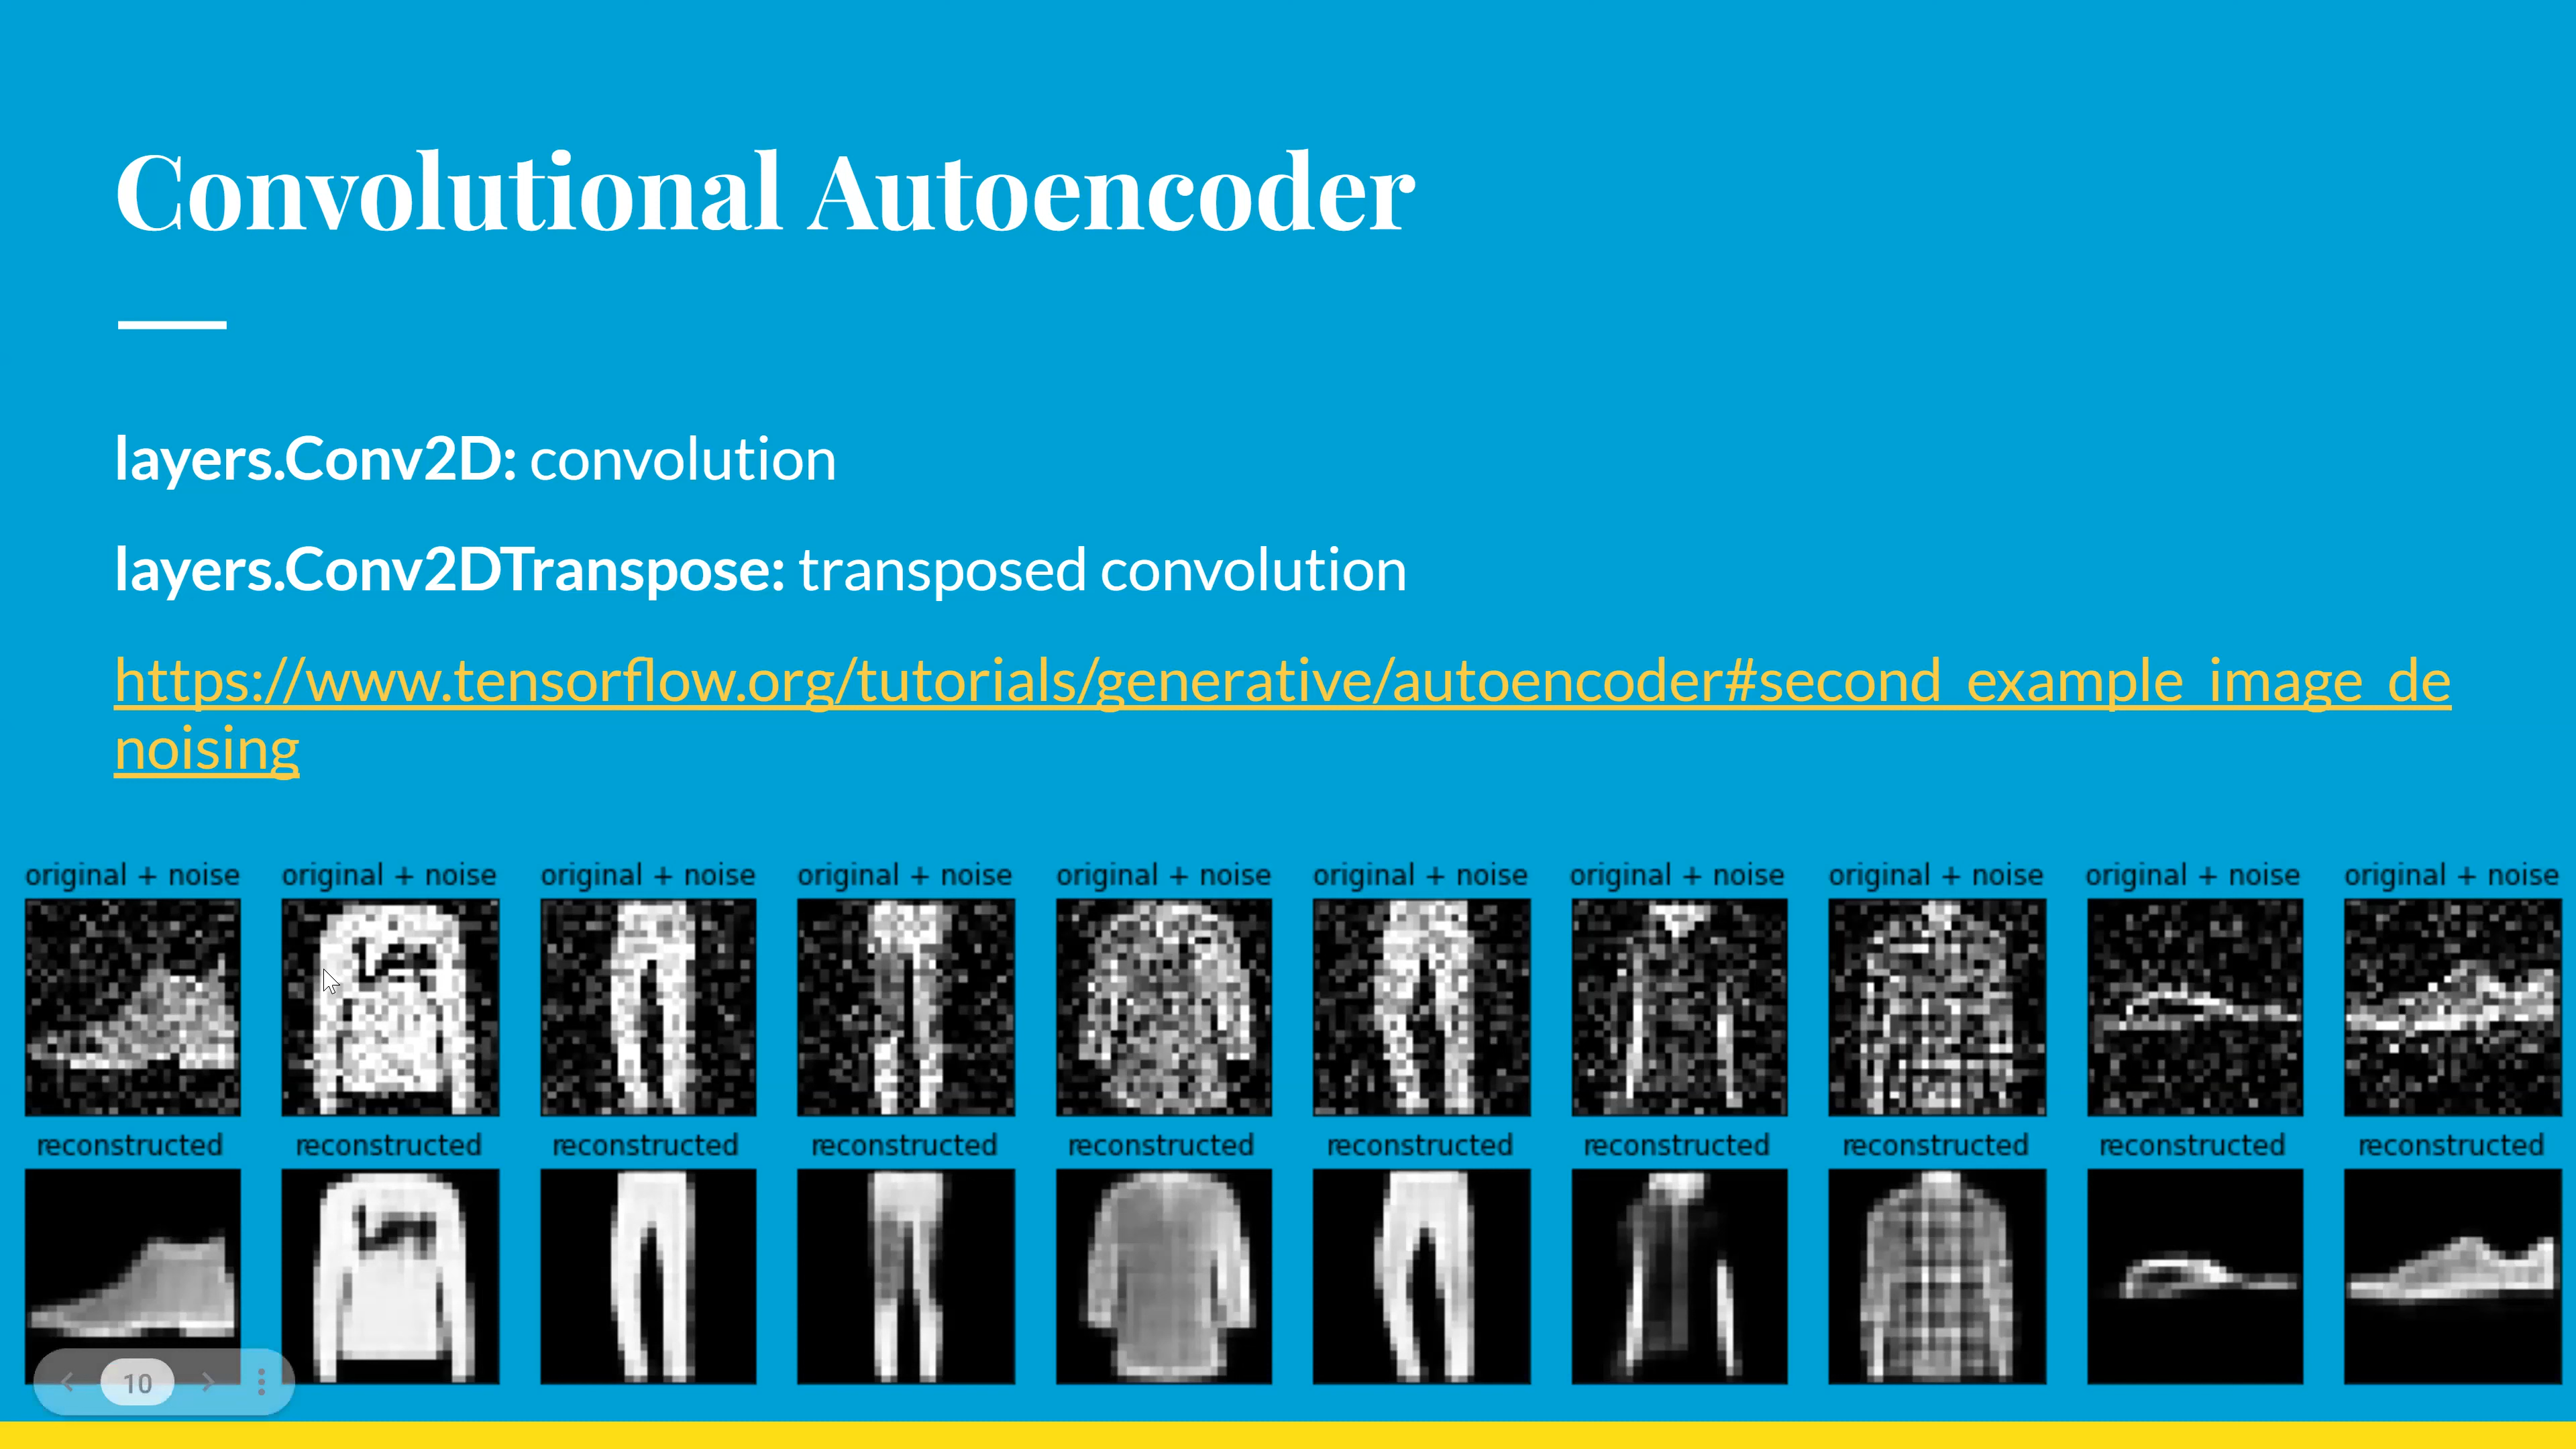 Convolutional Autoencoder
layers.Conv2D: convolution
layers.Conv2DTranspose: transposed convolution
https://www.tensorflow.org/tutorials/generative/autoencoder#second_example_image_de
noising
original + noise original + noise original + noise original + noise original + noise original + noise original + noise original + noise original + noise original + noise
reconstructed reconstructed reconstructed reconstructed reconstructed reconstructed reconstructed reconstructed reconstructed reconstructed
10